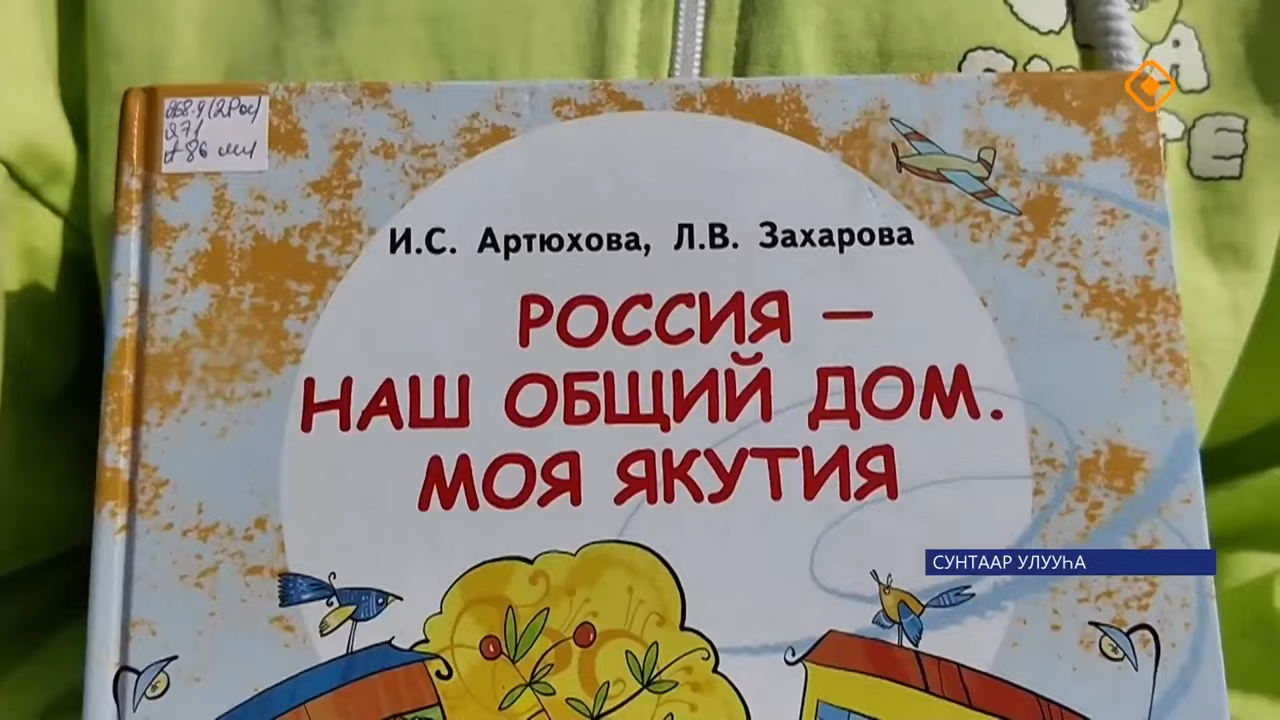 И.С. Артюхова, Л.В. Захарова
РОССИЯ –
НАШ ОБЩИЙ ДОМ.
МОЯ ЯКУТИЯ
СУНТААР УЛУУҺА